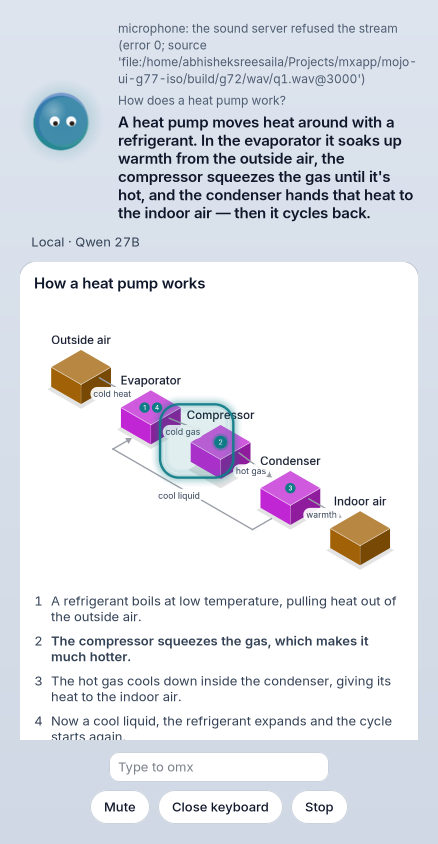 microphone: the sound server refused the stream
(error 0; source
'file:/home/abhisheksreesaila/Projects/mxapp/mojo-
ui-g77-iso/build/g72/wav/q1.wav@3000')
How does a heat pump work?
A heat pump moves heat around with a
refrigerant. In the evaporator it soaks up
warmth from the outside air, the
compressor squeezes the gas until it's
hot, and the condenser hands that heat to
the indoor air — then it cycles back.
Local · Qwen 27B
How a heat pump works
Outside air
cold heat
Evaporator
1 4
cold gas
Compressor
2
hot gas
Condenser
3
cool liquid
warmth
Indoor air
1 A refrigerant boils at low temperature, pulling heat out of
the outside air.
2 The compressor squeezes the gas, which makes it
much hotter.
3 The hot gas cools down inside the condenser, giving its
heat to the indoor air.
4 Now a cool liquid, the refrigerant expands and the cycle
starts again.
Type to omx
Mute
Close keyboard
Stop